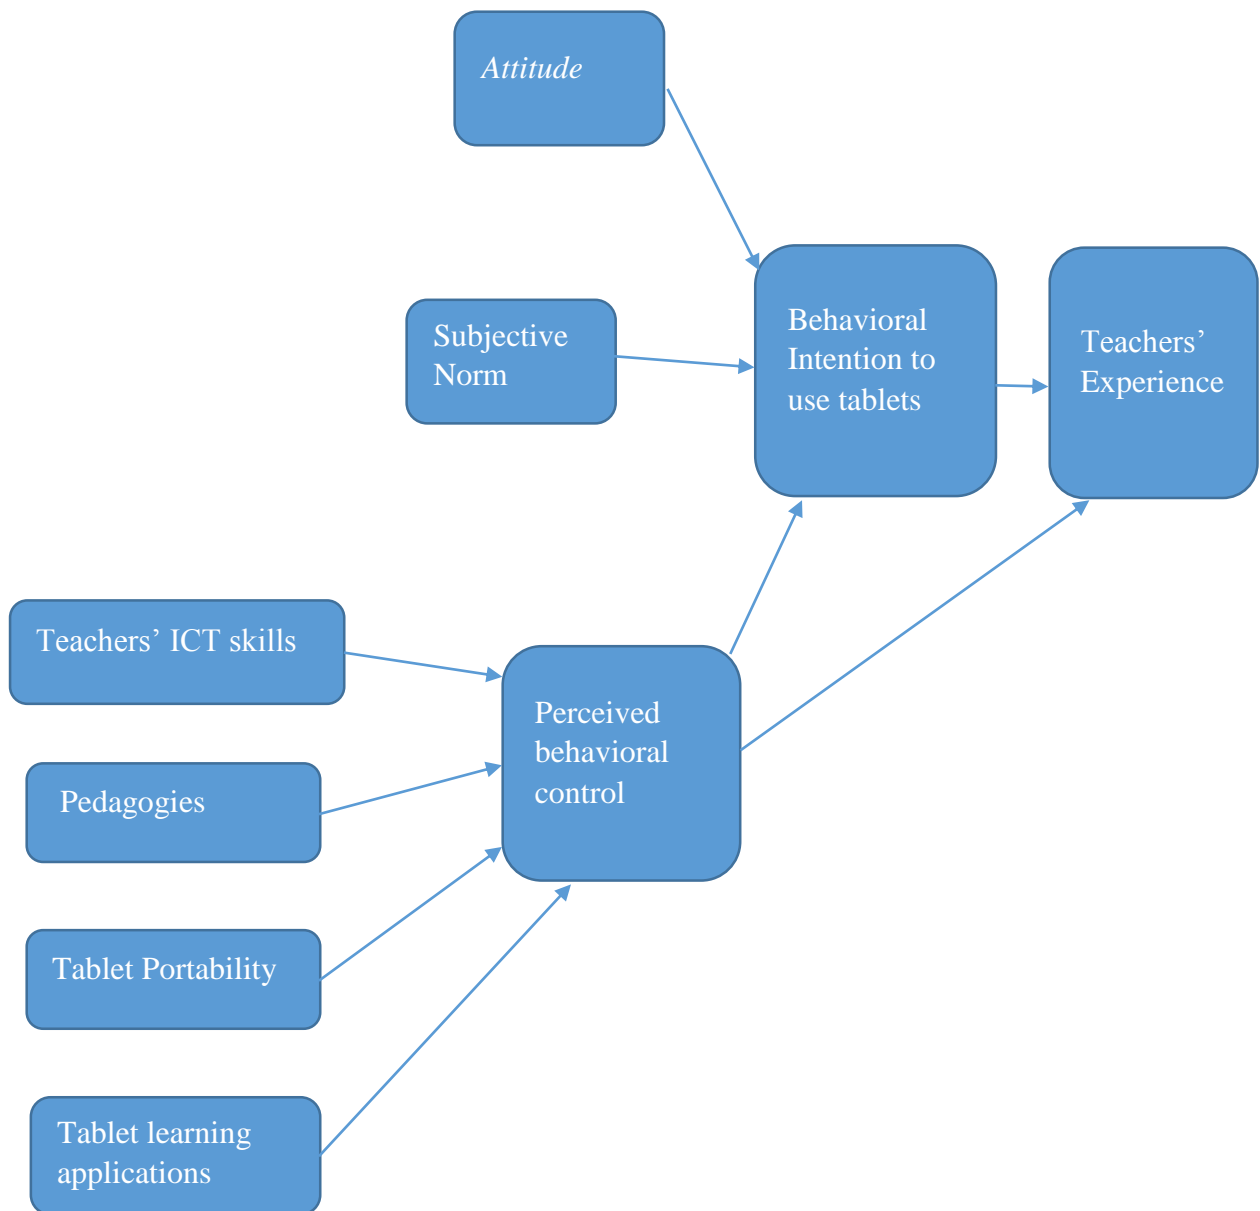 Attitude
Subjective
Norm
Behavioral
Intention to
use tablets
Teachers’
Experience
Teachers’ ICT skills
Pedagogies
Tablet Portability
Tablet learning
applications
Perceived
behavioral
control